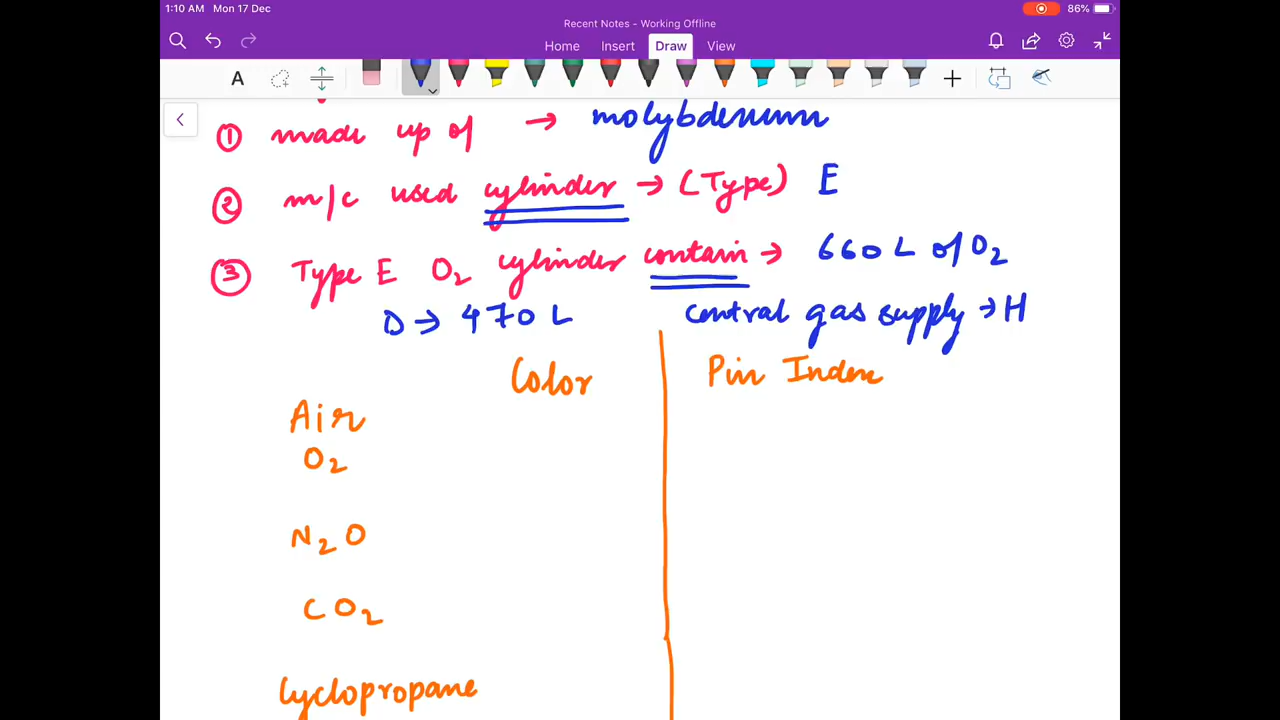 1:10 AM Mon 17 Dec
86%
Recent Notes - Working Offline
Home Insert Draw View
A
① made up of → molybdenum
② m/c used cylinder → (Type) E
③ Type E O2 cylinder contain → 660 L of O2
D → 470 L central gas supply → H
Color Pin Index
Air
O2
N2O
CO2
Cyclopropane